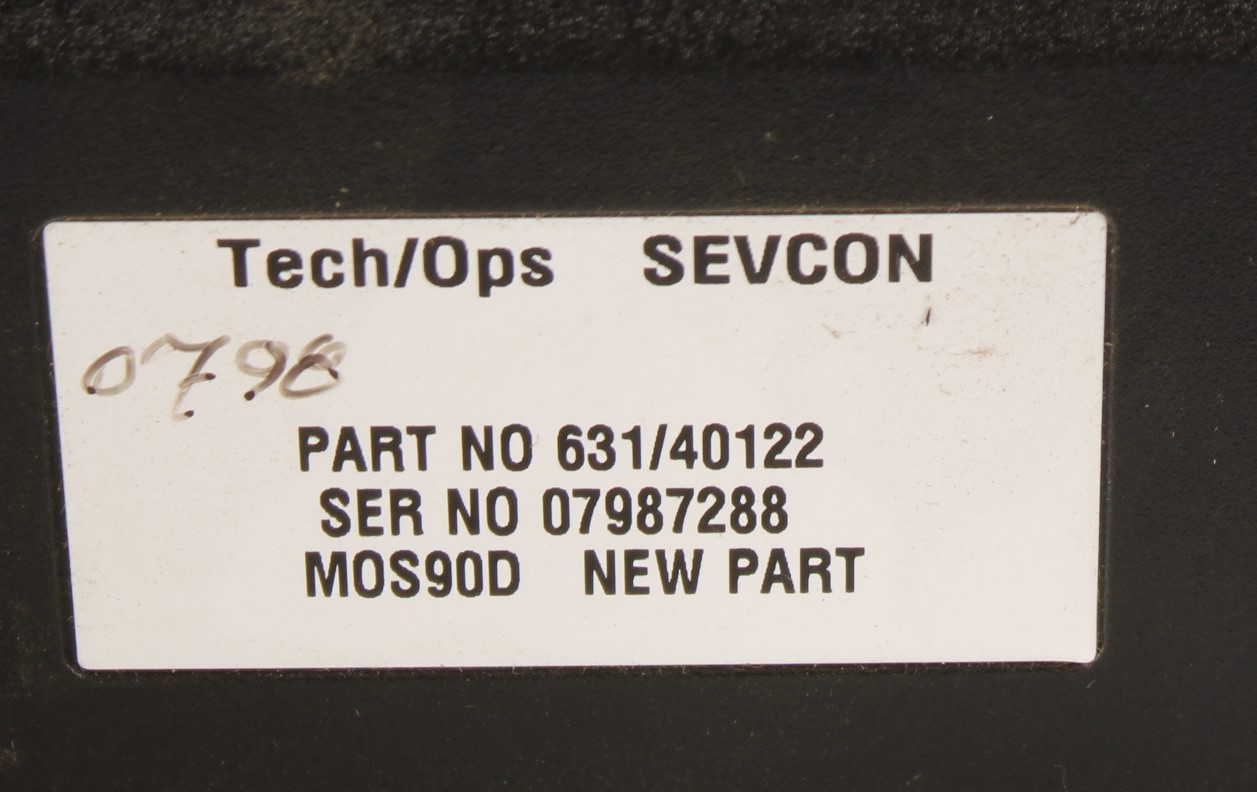 Tech/Ops SEVCON
0798
PART NO 631/40122
SER NO 07987288
MOS90D NEW PART